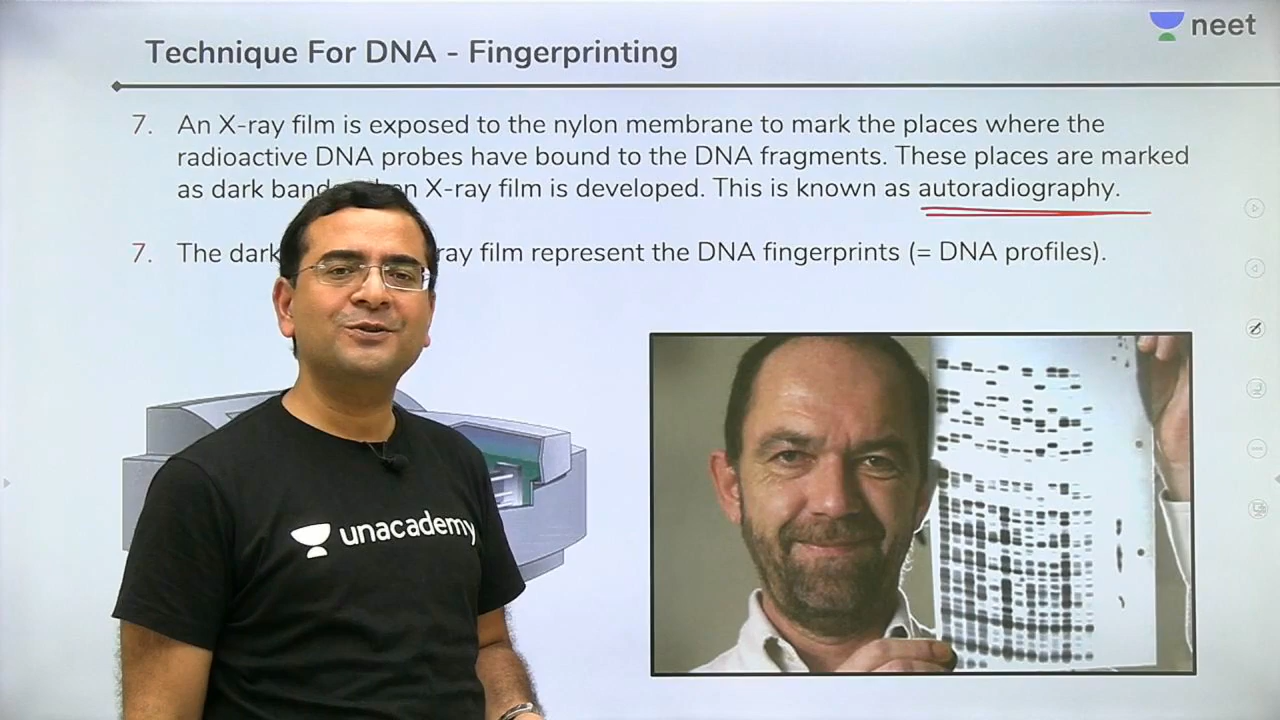 neet
Technique For DNA - Fingerprinting
7. An X-ray film is exposed to the nylon membrane to mark the places where the
radioactive DNA probes have bound to the DNA fragments. These places are marked
as dark X-ray film is developed. This is known as autoradiography.
7. The dark film represent the DNA fingerprints (= DNA profiles).
unacademy